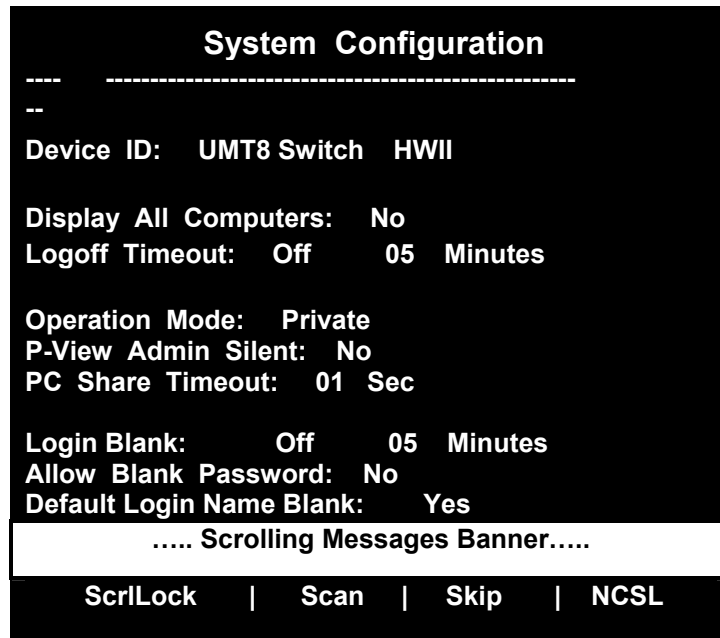 System Configuration
---- -----------------------------------------------------
--
Device ID: UMT8 Switch HWII
Display All Computers: No
Logoff Timeout: Off 05 Minutes
Operation Mode: Private
P-View Admin Silent: No
PC Share Timeout: 01 Sec
Login Blank: Off 05 Minutes
Allow Blank Password: No
Default Login Name Blank: Yes
….. Scrolling Messages Banner…..
ScrlLock | Scan | Skip | NCSL